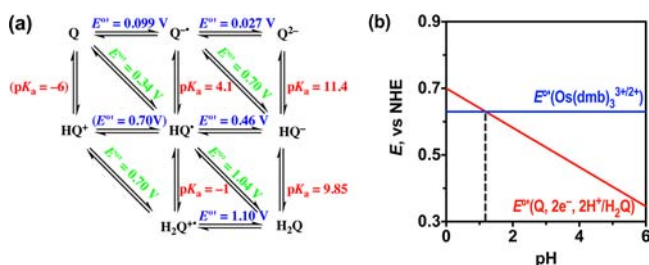 (a)
Q E°′ = 0.099 V Q⁻• E°′ = 0.027 V Q²⁻
(pKₐ = −6) E°′ = 0.34 V pKₐ = 4.1 E°′ = 0.70 V pKₐ = 11.4
HQ⁺ (E°′ = 0.70V) HQ• E°′ = 0.46 V HQ⁻
E°′ = 0.70 pKₐ = −1 E°′ = 1.04 V pKₐ = 9.85
H₂Q⁺• E°′ = 1.10 V H₂Q
(b)
E, vs NHE
0.9
0.7
0.5
0.3
E°′(Os(dmb)₃³⁺/²⁺)
E°′(Q, 2e⁻, 2H⁺/H₂Q)
0 2 4 6
pH